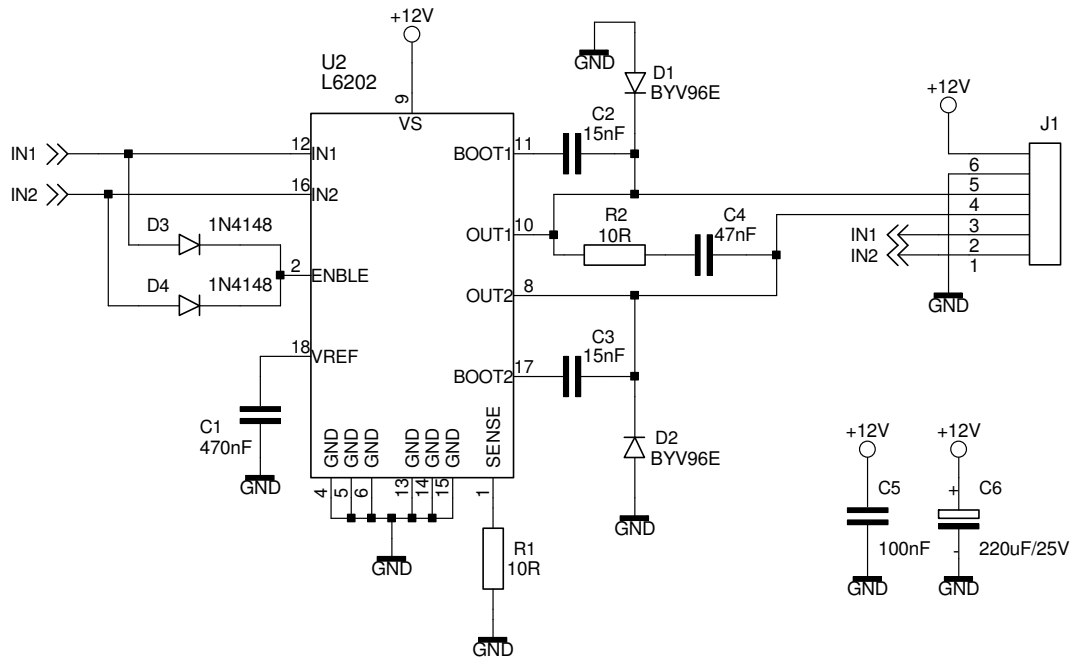 +12V
U2
L6202
9
VS
GND
D1
BYV96E
C2
15nF
+12V
J1
IN1
12
IN1
BOOT1
11
6
IN2
16
IN2
5
D3
1N4148
OUT1
10
R2
10R
C4
47nF
4
IN1
3
IN2
2
1
2
ENBLE
D4
1N4148
OUT2
8
GND
18
VREF
C3
15nF
BOOT2
17
C1
470nF
GND
GND
GND
GND
GND
GND
GND
SENSE
D2
BYV96E
+12V
+12V
4
5
6
13
14
15
1
GND
C5
+
C6
100nF
-
220uF/25V
R1
10R
GND
GND
GND
GND